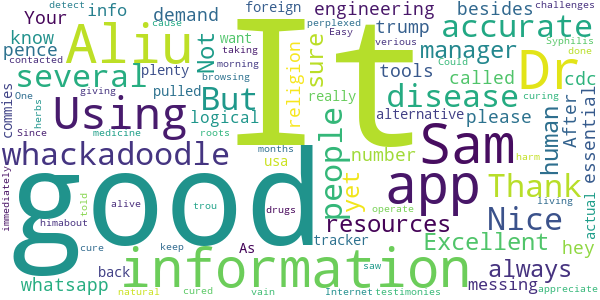 detect
cause
info
foreign
perplexed
Easy
challenges
Your
besides
engineering
demand
know
pence
Aliu
Not
want
taking
trump
verious
contacted
accurate
Could
Syphilis
done
It
sure
religion
morning
browsing
manager
Dr
One
giving
plenty
several
pulled
tools
called
cdc
commies
herbs
Using
But
logical
really
disease
After
Since
medicine
roots
alternative
please
curing
whackadoodle
people
human
essential
months
usa
number
yet
Sam
app
harm
immediately
good
told
alive
trou
drugs
Thank
living
himabout
As
resources
Nice
actual
operate
cure
keep
tracker
Excellent
hey
always
whatsapp
back
information
saw
messing
appreciate
natural
cured
vain
Internet
testimonies